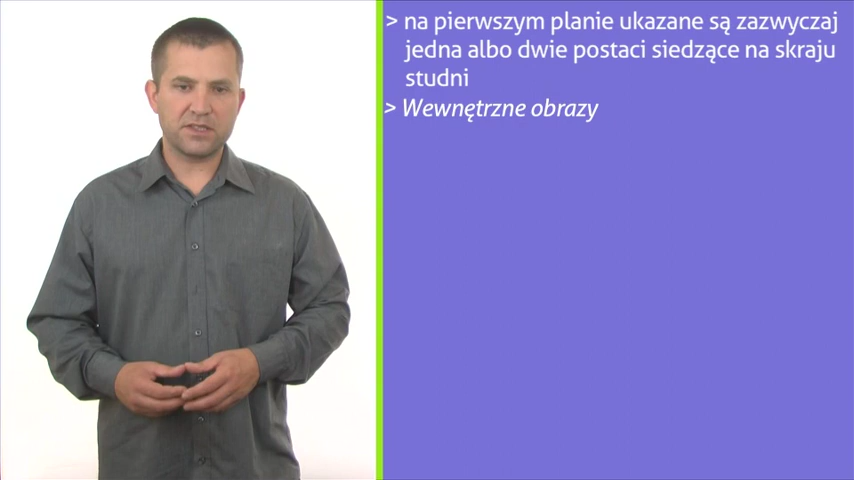 > na pierwszym planie ukazane są zazwyczaj
jedna albo dwie postaci siedzące na skraju
studni
> Wewnętrzne obrazy